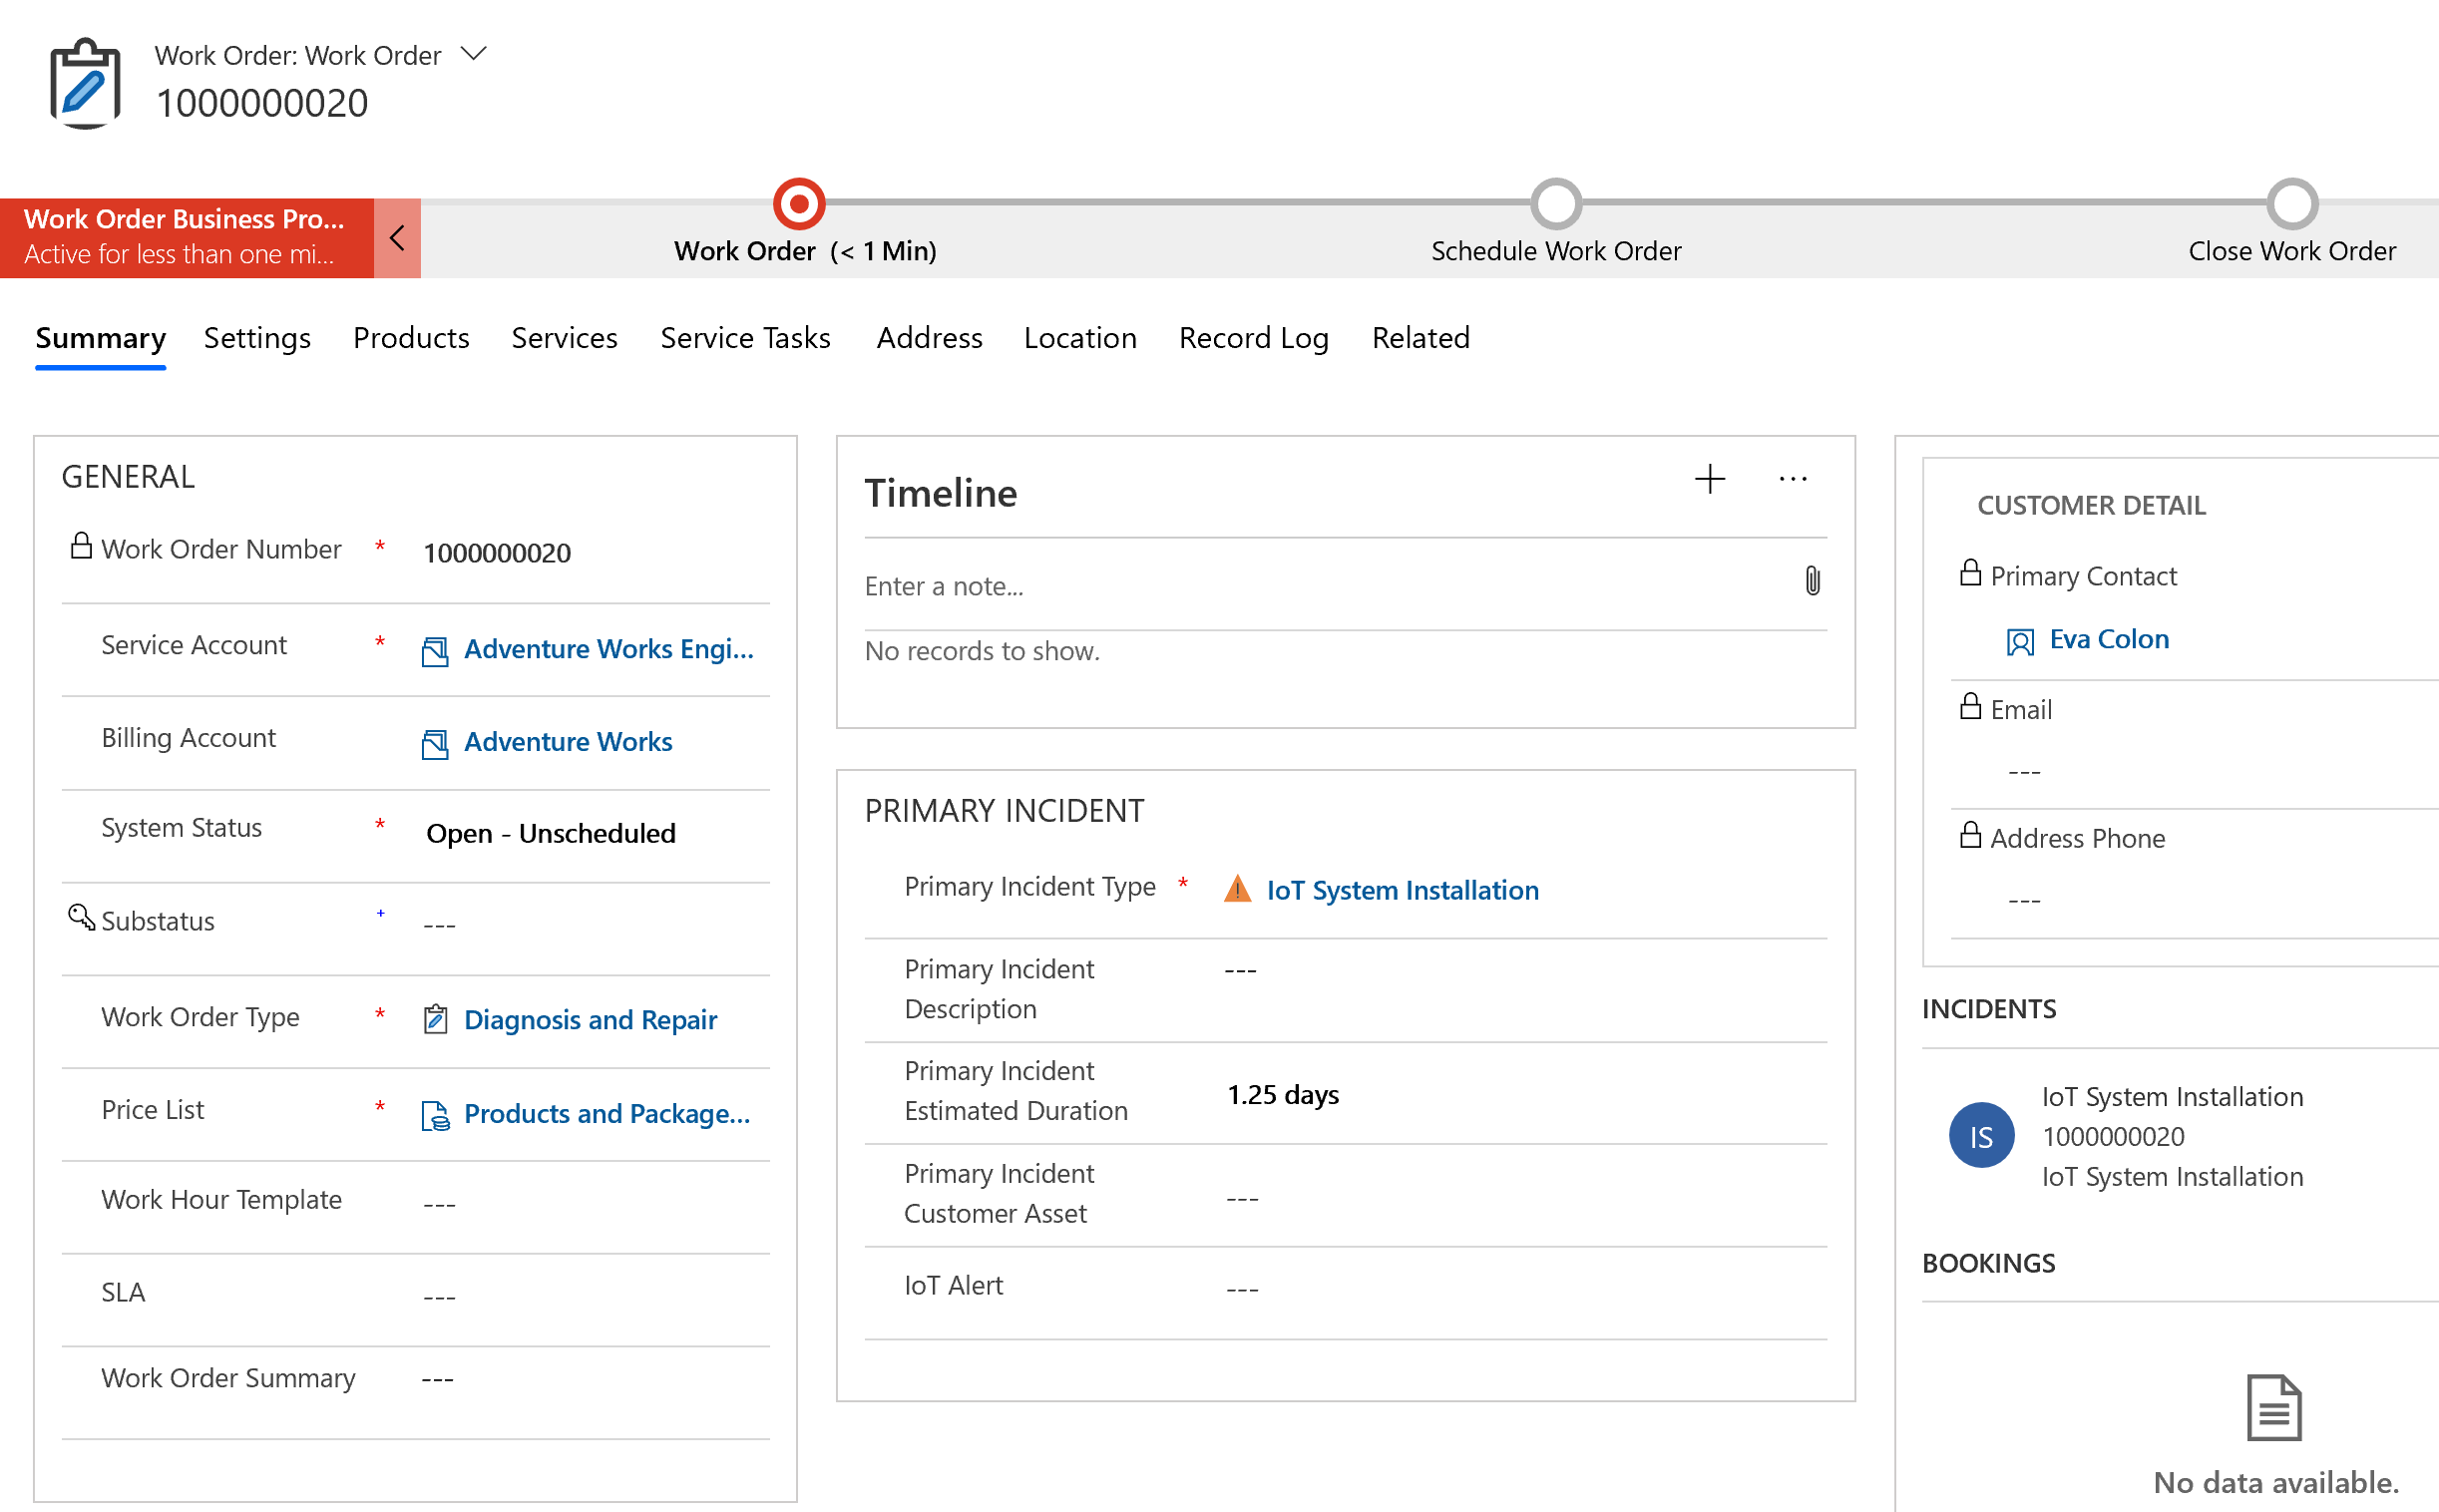 Work Order: Work Order
1000000020
Work Order Business Pro...
Active for less than one mi...
Work Order (< 1 Min)
Schedule Work Order
Close Work Order
Summary Settings Products Services Service Tasks Address Location Record Log Related
GENERAL
Work Order Number * 1000000020
Service Account * Adventure Works Engi...
Billing Account Adventure Works
System Status * Open - Unscheduled
Substatus + ---
Work Order Type * Diagnosis and Repair
Price List * Products and Package...
Work Hour Template ---
SLA ---
Work Order Summary ---
Timeline
Enter a note...
No records to show.
PRIMARY INCIDENT
Primary Incident Type * IoT System Installation
Primary Incident
Description
---
Primary Incident
Estimated Duration
1.25 days
Primary Incident
Customer Asset
---
IoT Alert ---
CUSTOMER DETAIL
Primary Contact
Eva Colon
Email
---
Address Phone
---
INCIDENTS
IS
IoT System Installation
1000000020
IoT System Installation
BOOKINGS
No data available.